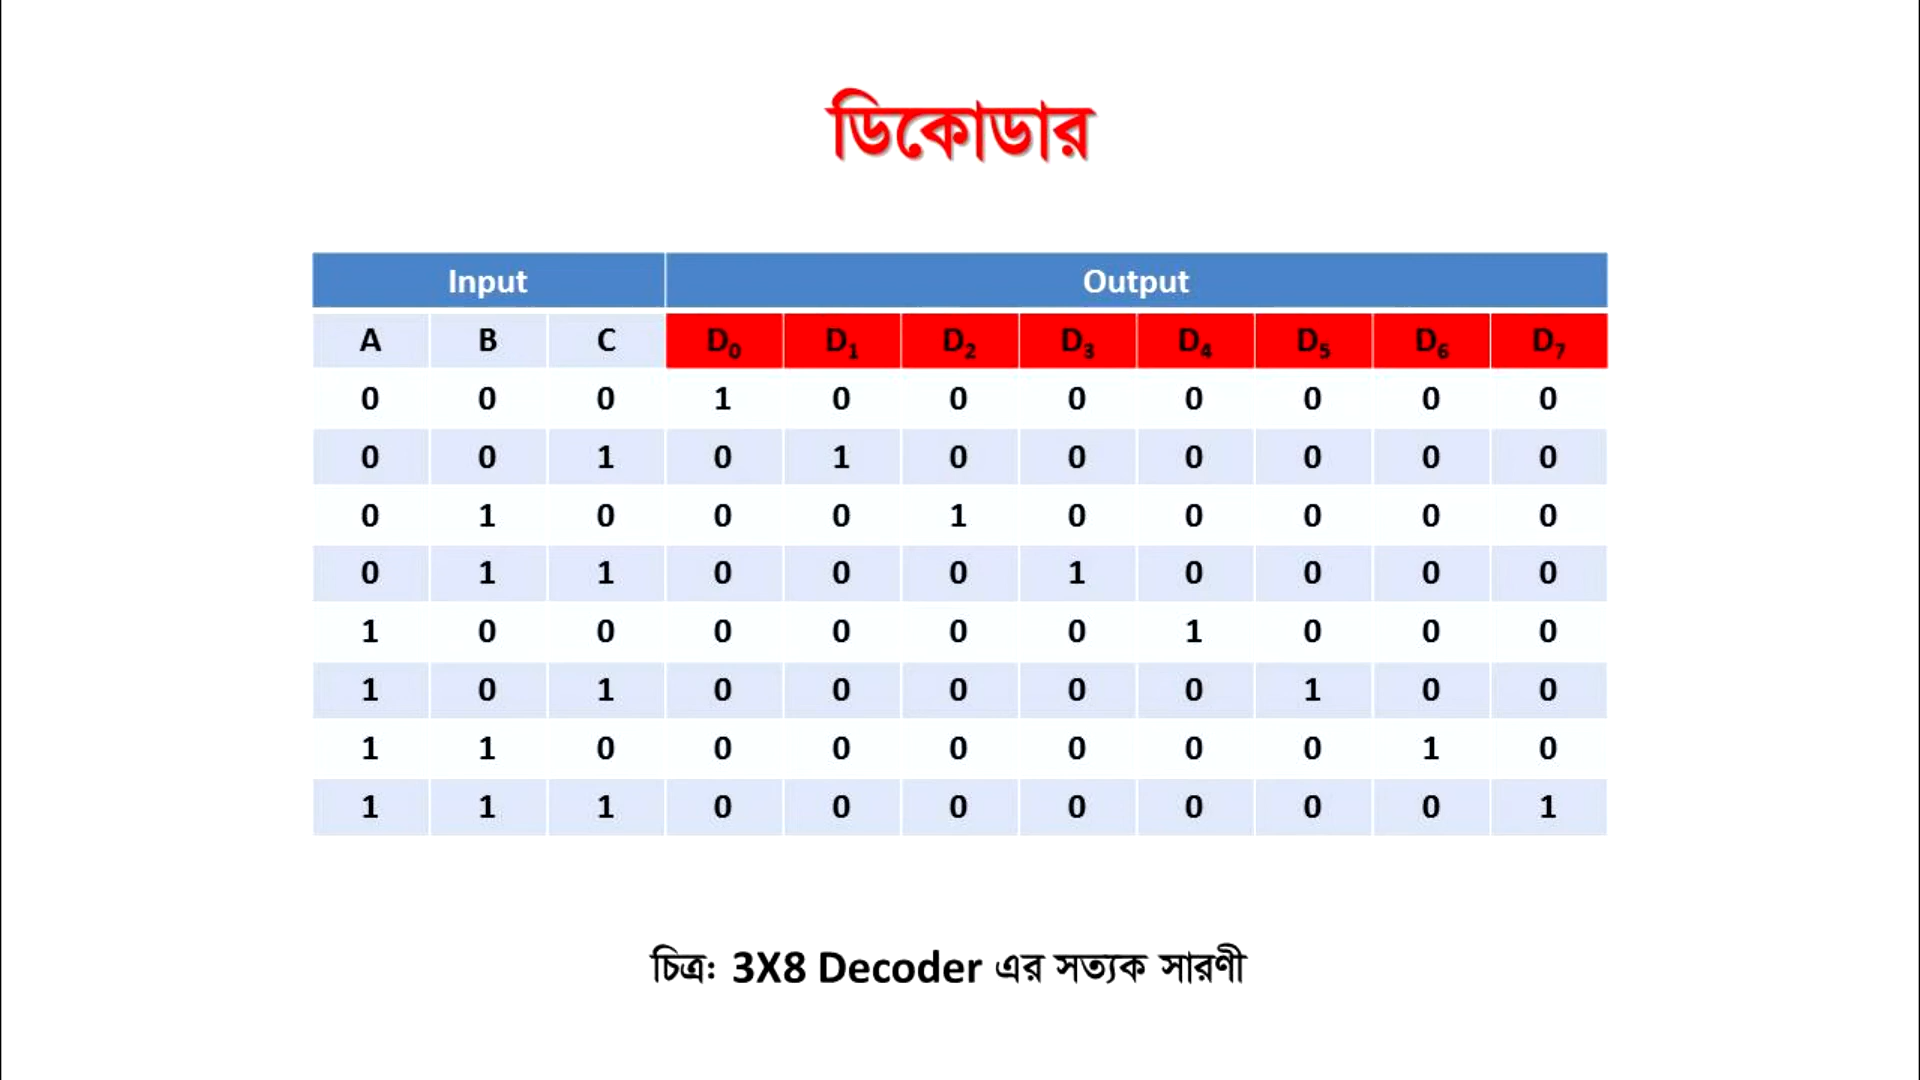 ডিকোডার
Input Output
A B C D₀ D₁ D₂ D₃ D₄ D₅ D₆ D₇
0 0 0 1 0 0 0 0 0 0 0
0 0 1 0 1 0 0 0 0 0 0
0 1 0 0 0 1 0 0 0 0 0
0 1 1 0 0 0 1 0 0 0 0
1 0 0 0 0 0 0 1 0 0 0
1 0 1 0 0 0 0 0 1 0 0
1 1 0 0 0 0 0 0 0 1 0
1 1 1 0 0 0 0 0 0 0 1
চিত্র: 3X8 Decoder এর সত্যক সারণী